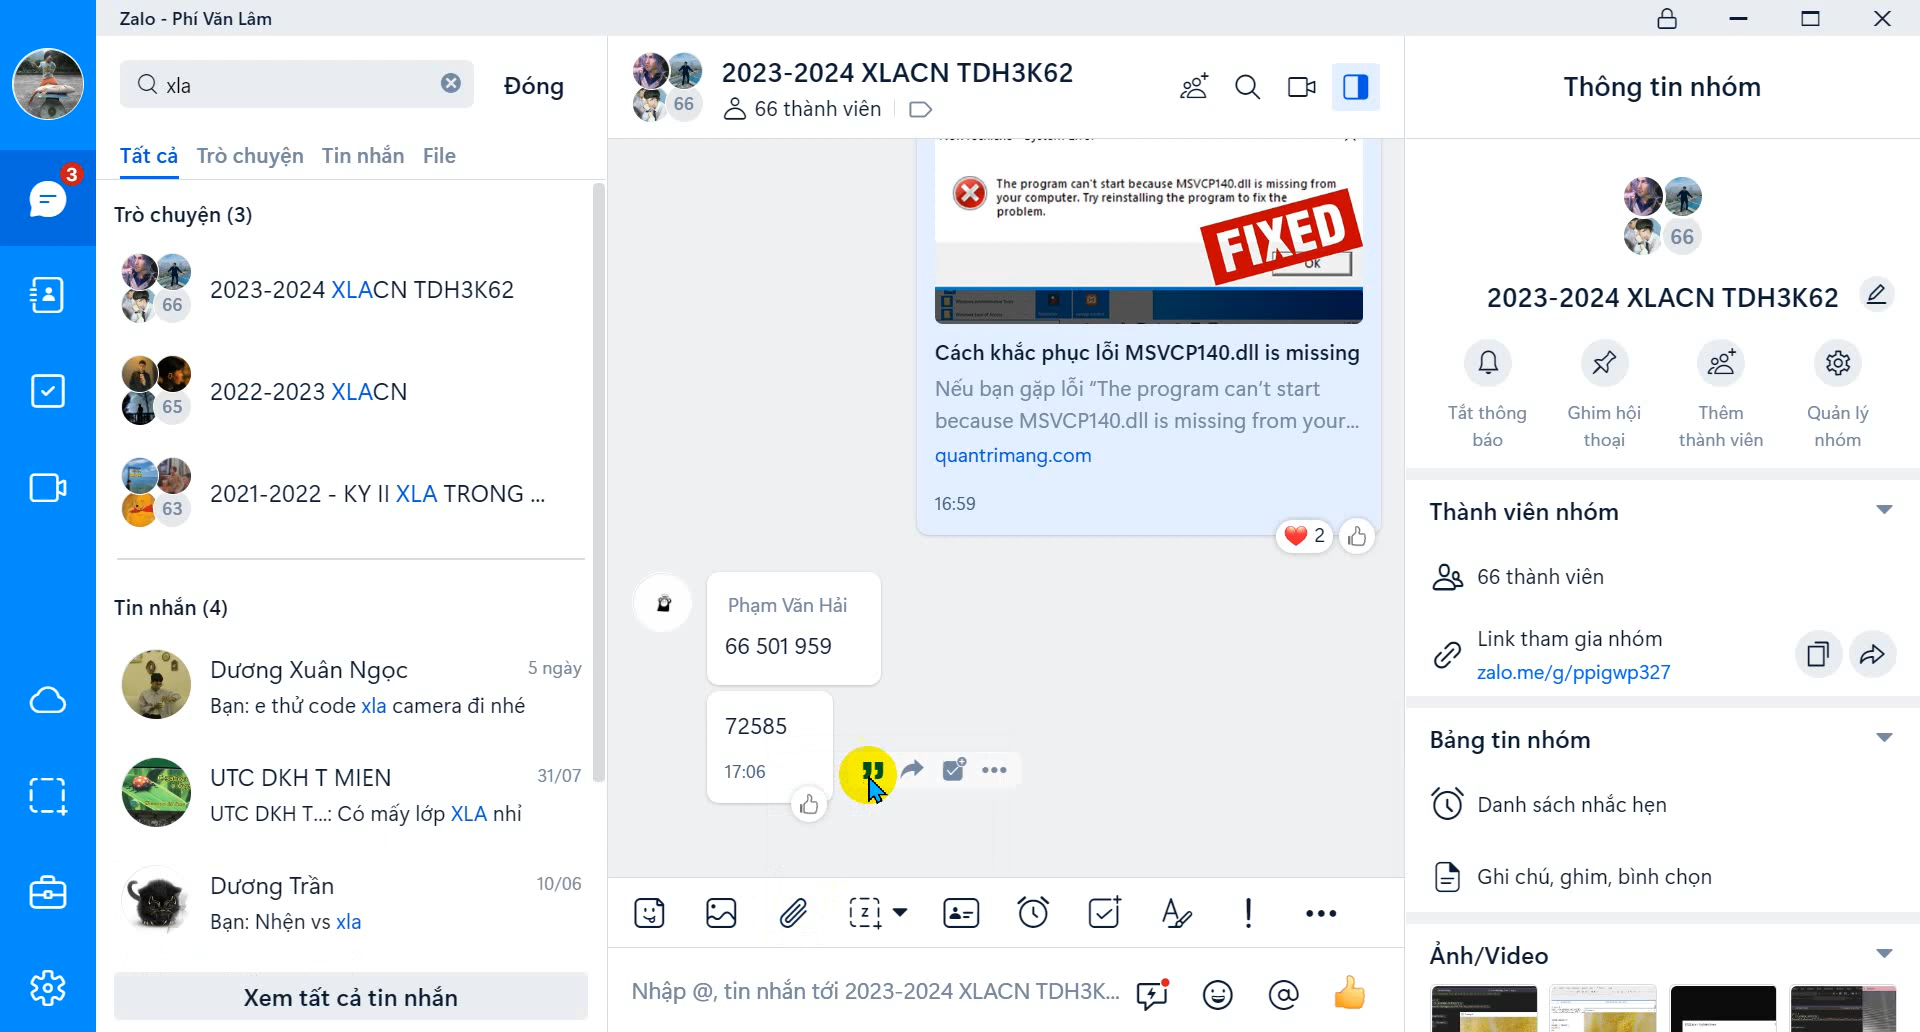 Zalo - Phí Văn Lâm
3
xla
Đóng
Tất cả Trò chuyện Tin nhắn File
Trò chuyện (3)
66
2023-2024 XLACN TDH3K62
65
2022-2023 XLACN
63
2021-2022 - KY II XLA TRONG ...
Tin nhắn (4)
Dương Xuân Ngọc 5 ngày
Bạn: e thử code xla camera đi nhé
UTC DKH T MIEN 31/07
UTC DKH T...: Có mấy lớp XLA nhỉ
Dương Trần 10/06
Bạn: Nhện vs xla
Xem tất cả tin nhắn
66
2023-2024 XLACN TDH3K62
66 thành viên
The program can't start because MSVCP140.dll is missing from
your computer. Try reinstalling the program to fix the
problem.
FIXED
OK
Cách khắc phục lỗi MSVCP140.dll is missing
Nếu bạn gặp lỗi “The program can’t start
because MSVCP140.dll is missing from your...
quantrimang.com
16:59
2
Phạm Văn Hải
66 501 959
72585
17:06
Nhập @, tin nhắn tới 2023-2024 XLACN TDH3K...
Thông tin nhóm
66
2023-2024 XLACN TDH3K62
Tắt thông
báo
Ghim hội
thoại
Thêm
thành viên
Quản lý
nhóm
Thành viên nhóm
66 thành viên
Link tham gia nhóm
zalo.me/g/ppigwp327
Bảng tin nhóm
Danh sách nhắc hẹn
Ghi chú, ghim, bình chọn
Ảnh/Video